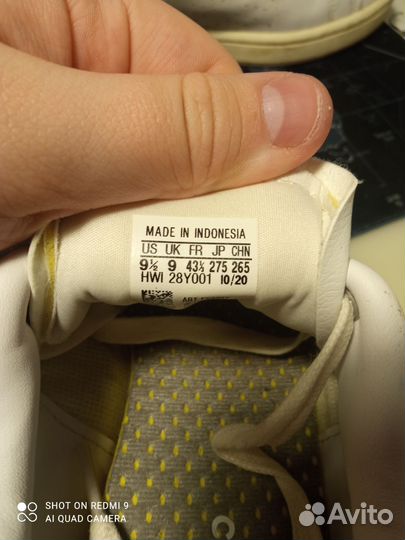 MADE IN INDONESIA
US UK FR JP CHN
9½ 9 43⅓ 275 265
HWI 28Y001 10/20
SHOT ON REDMI 9
AI QUAD CAMERA
Avito